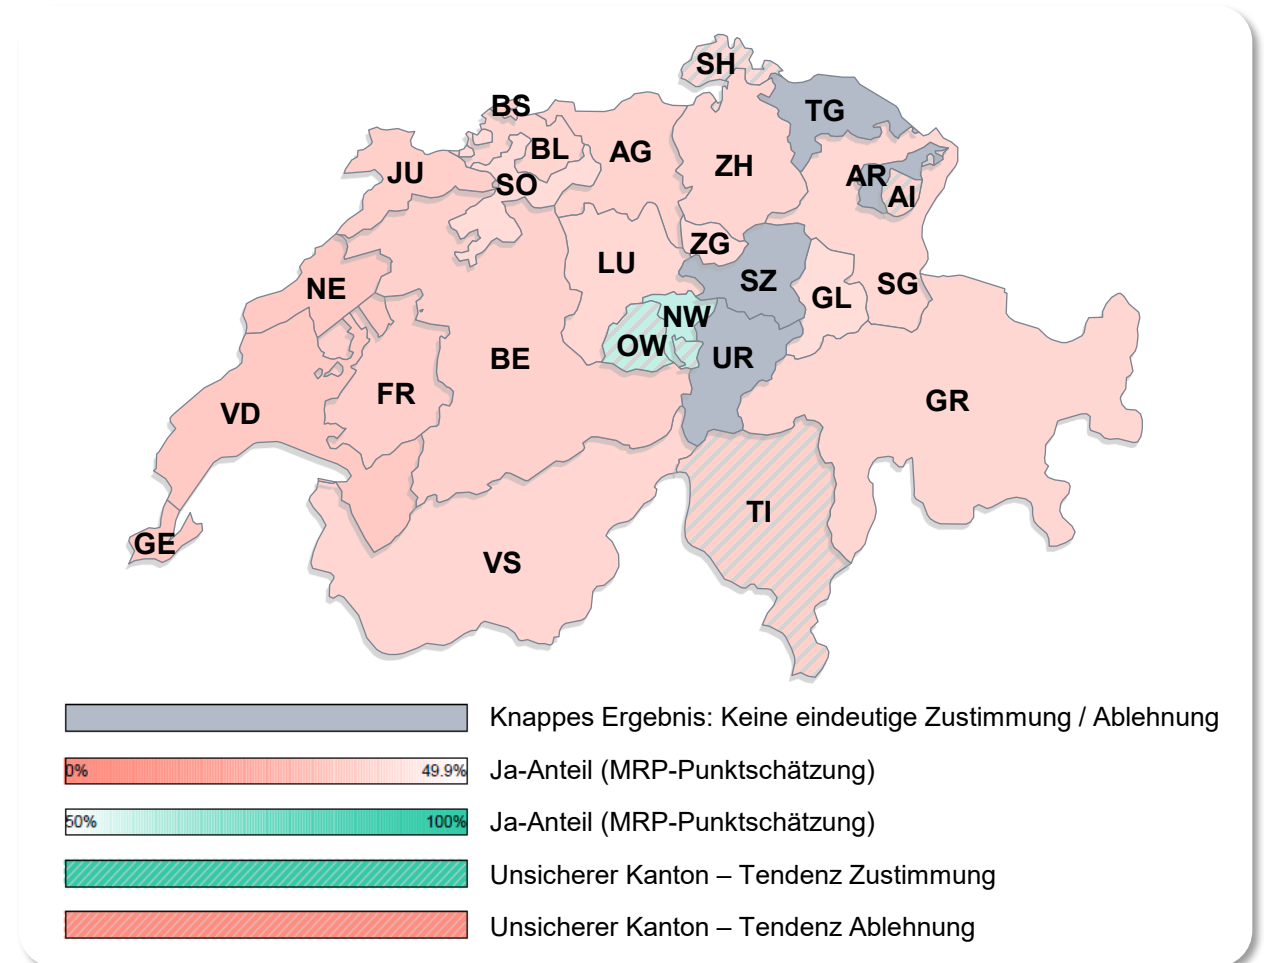 SH
BS
TG
BL
AG
ZH
JU
AR
SO
AI
ZG
LU
SZ
SG
NE
GL
NW
OW
UR
BE
FR
GR
VD
TI
GE
VS
Knappes Ergebnis: Keine eindeutige Zustimmung / Ablehnung
0% 49.9% Ja-Anteil (MRP-Punktschätzung)
50% 100% Ja-Anteil (MRP-Punktschätzung)
Unsicherer Kanton – Tendenz Zustimmung
Unsicherer Kanton – Tendenz Ablehnung